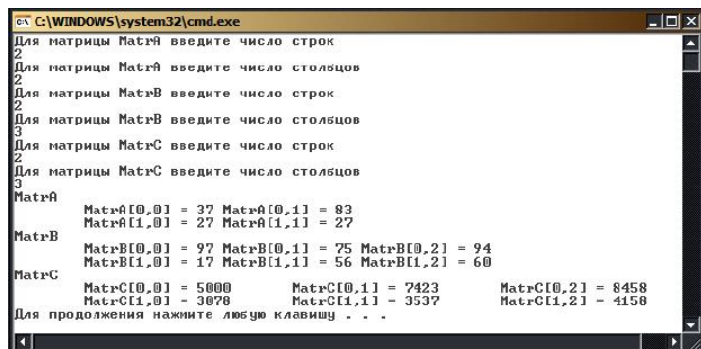 C:\WINDOWS\system32\cmd.exe
Для матрицы MatrA введите число строк
2
Для матрицы MatrA введите число столбцов
2
Для матрицы MatrB введите число строк
2
Для матрицы MatrB введите число столбцов
3
Для матрицы MatrC введите число строк
2
Для матрицы MatrC введите число столбцов
3
MatrA
MatrA[0,0] = 37 MatrA[0,1] = 83
MatrA[1,0] = 27 MatrA[1,1] = 27
MatrB
MatrB[0,0] = 97 MatrB[0,1] = 75 MatrB[0,2] = 94
MatrB[1,0] = 17 MatrB[1,1] = 56 MatrB[1,2] = 60
MatrC
MatrC[0,0] = 5000 MatrC[0,1] = 7423 MatrC[0,2] = 8458
MatrC[1,0] = 3078 MatrC[1,1] = 3537 MatrC[1,2] = 4158
Для продолжения нажмите любую клавишу . . .